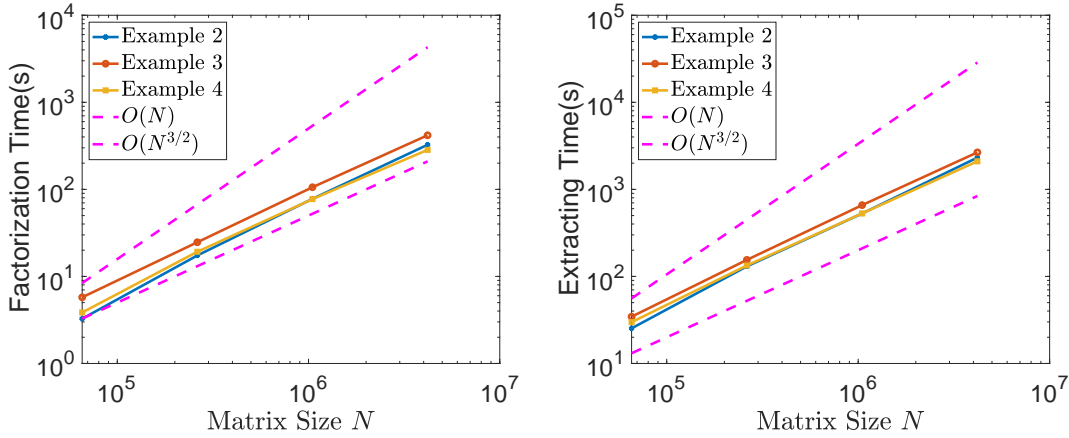 10^4
10^3
10^2
10^1
10^0
Factorization Time(s)
Example 2
Example 3
Example 4
O(N)
O(N^{3/2})
10^5
10^6
10^7
Matrix Size N
10^5
10^4
10^3
10^2
10^1
Extracting Time(s)
Example 2
Example 3
Example 4
O(N)
O(N^{3/2})
10^5
10^6
10^7
Matrix Size N